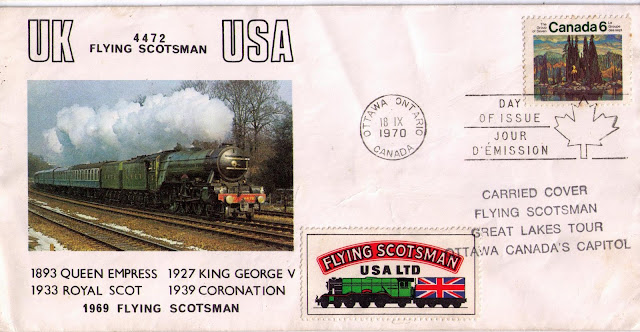 UK 4472 USA
FLYING SCOTSMAN
1893 QUEEN EMPRESS 1927 KING GEORGE V
1933 ROYAL SCOT 1939 CORONATION
1969 FLYING SCOTSMAN
OTTAWA ONTARIO
18 IX
1970
CANADA
DAY
OF ISSUE
JOUR
D'ÉMISSION
Canada 6
CARRIED COVER
FLYING SCOTSMAN
GREAT LAKES TOUR
OTTAWA CANADA'S CAPITOL
FLYING SCOTSMAN
USA LTD